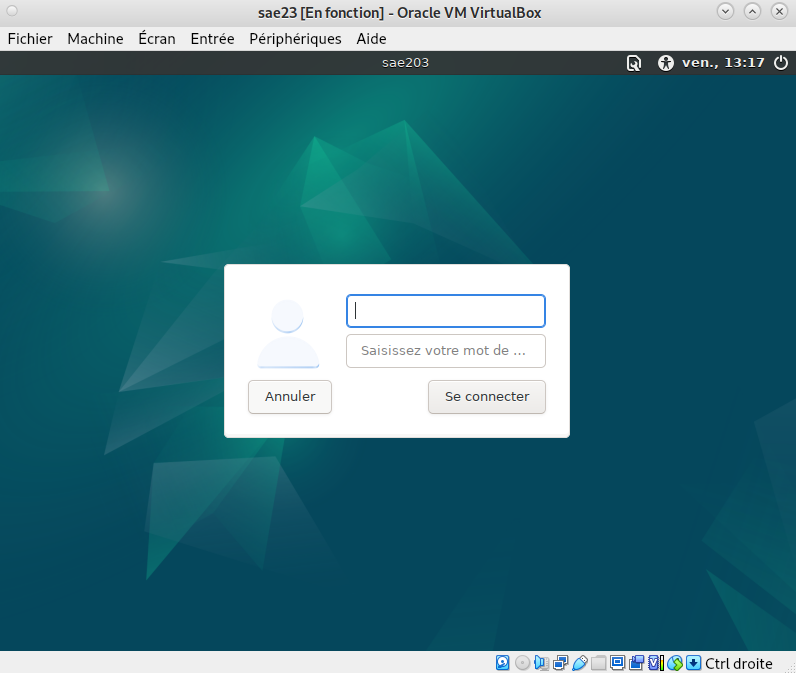 sae23 [En fonction] - Oracle VM VirtualBox
Fichier Machine Écran Entrée Périphériques Aide
sae203 ven., 13:17
Saisissez votre mot de ...
Annuler Se connecter
Ctrl droite